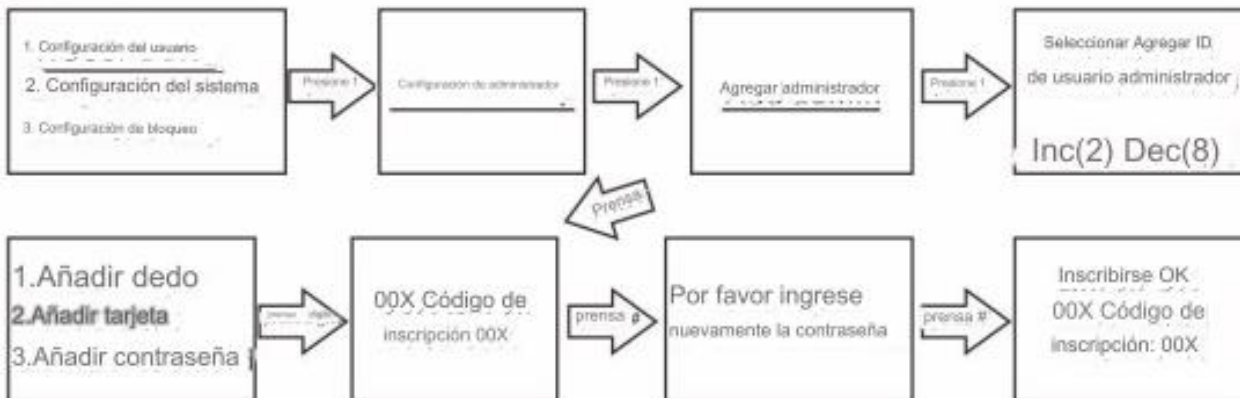 1. Configuración del usuario
2. Configuración del sistema
3. Configuración de bloqueo
Presione 1
Configuración de administrador
Presione 1
Agregar administrador
Presione 1
Seleccionar Agregar ID
de usuario administrador
Inc(2) Dec(8)
Prensa
1.Añadir dedo
2.Añadir tarjeta
3.Añadir contraseña
prensa
00X Código de
inscripción 00X
prensa #
Por favor ingrese
nuevamente la contraseña
prensa #
Inscribirse OK
00X Código de
inscripción: 00X